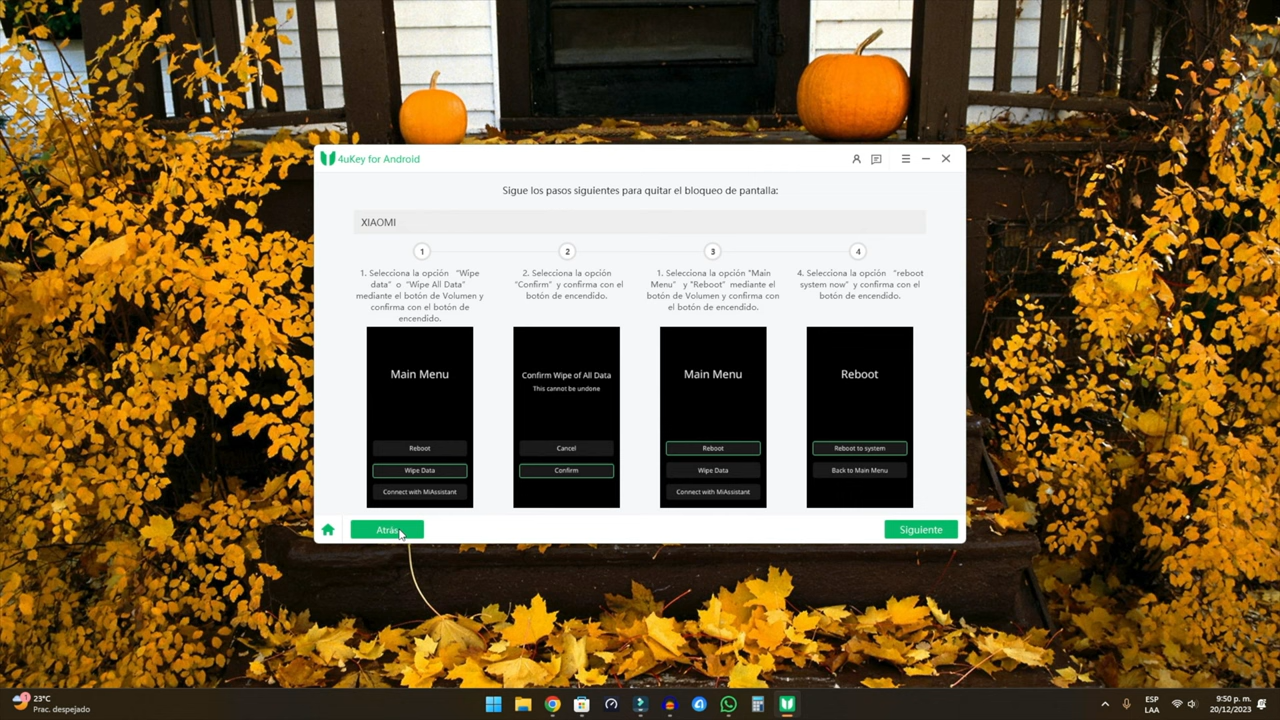 4uKey for Android
Sigue los pasos siguientes para quitar el bloqueo de pantalla:
XIAOMI
1
2
3
4
1. Selecciona la opción “Wipe
data” o “Wipe All Data”
mediante el botón de Volumen y
confirma con el botón de
encendido.
2. Selecciona la opción
“Confirm” y confirma con el
botón de encendido.
1. Selecciona la opción "Main
Menu" y "Reboot" mediante el
botón de Volumen y confirma con
el botón de encendido.
4. Selecciona la opción “reboot
system now” y confirma con el
botón de encendido.
Main Menu
Reboot
Wipe Data
Connect with MiAssistant
Confirm Wipe of All Data
This cannot be undone
Cancel
Confirm
Main Menu
Reboot
Wipe Data
Connect with MiAssistant
Reboot
Reboot to system
Back to Main Menu
Atrás
Siguiente
1
23°C
Prac. despejado
ESP
LAA
9:50 p. m.
20/12/2023